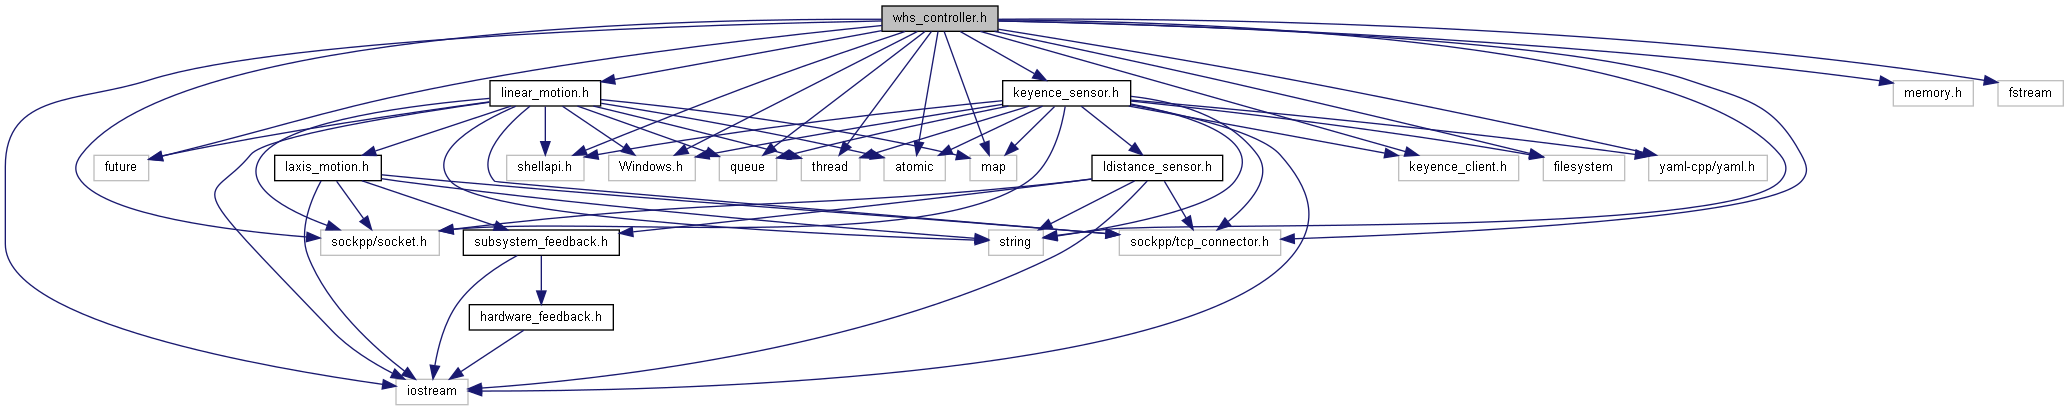 whs_controller.h
linear_motion.h
keyence_sensor.h
memory.h
fstream
future
laxis_motion.h
shellapi.h
Windows.h
queue
thread
atomic
map
ldistance_sensor.h
keyence_client.h
filesystem
yaml-cpp/yaml.h
sockpp/socket.h
subsystem_feedback.h
string
sockpp/tcp_connector.h
hardware_feedback.h
iostream